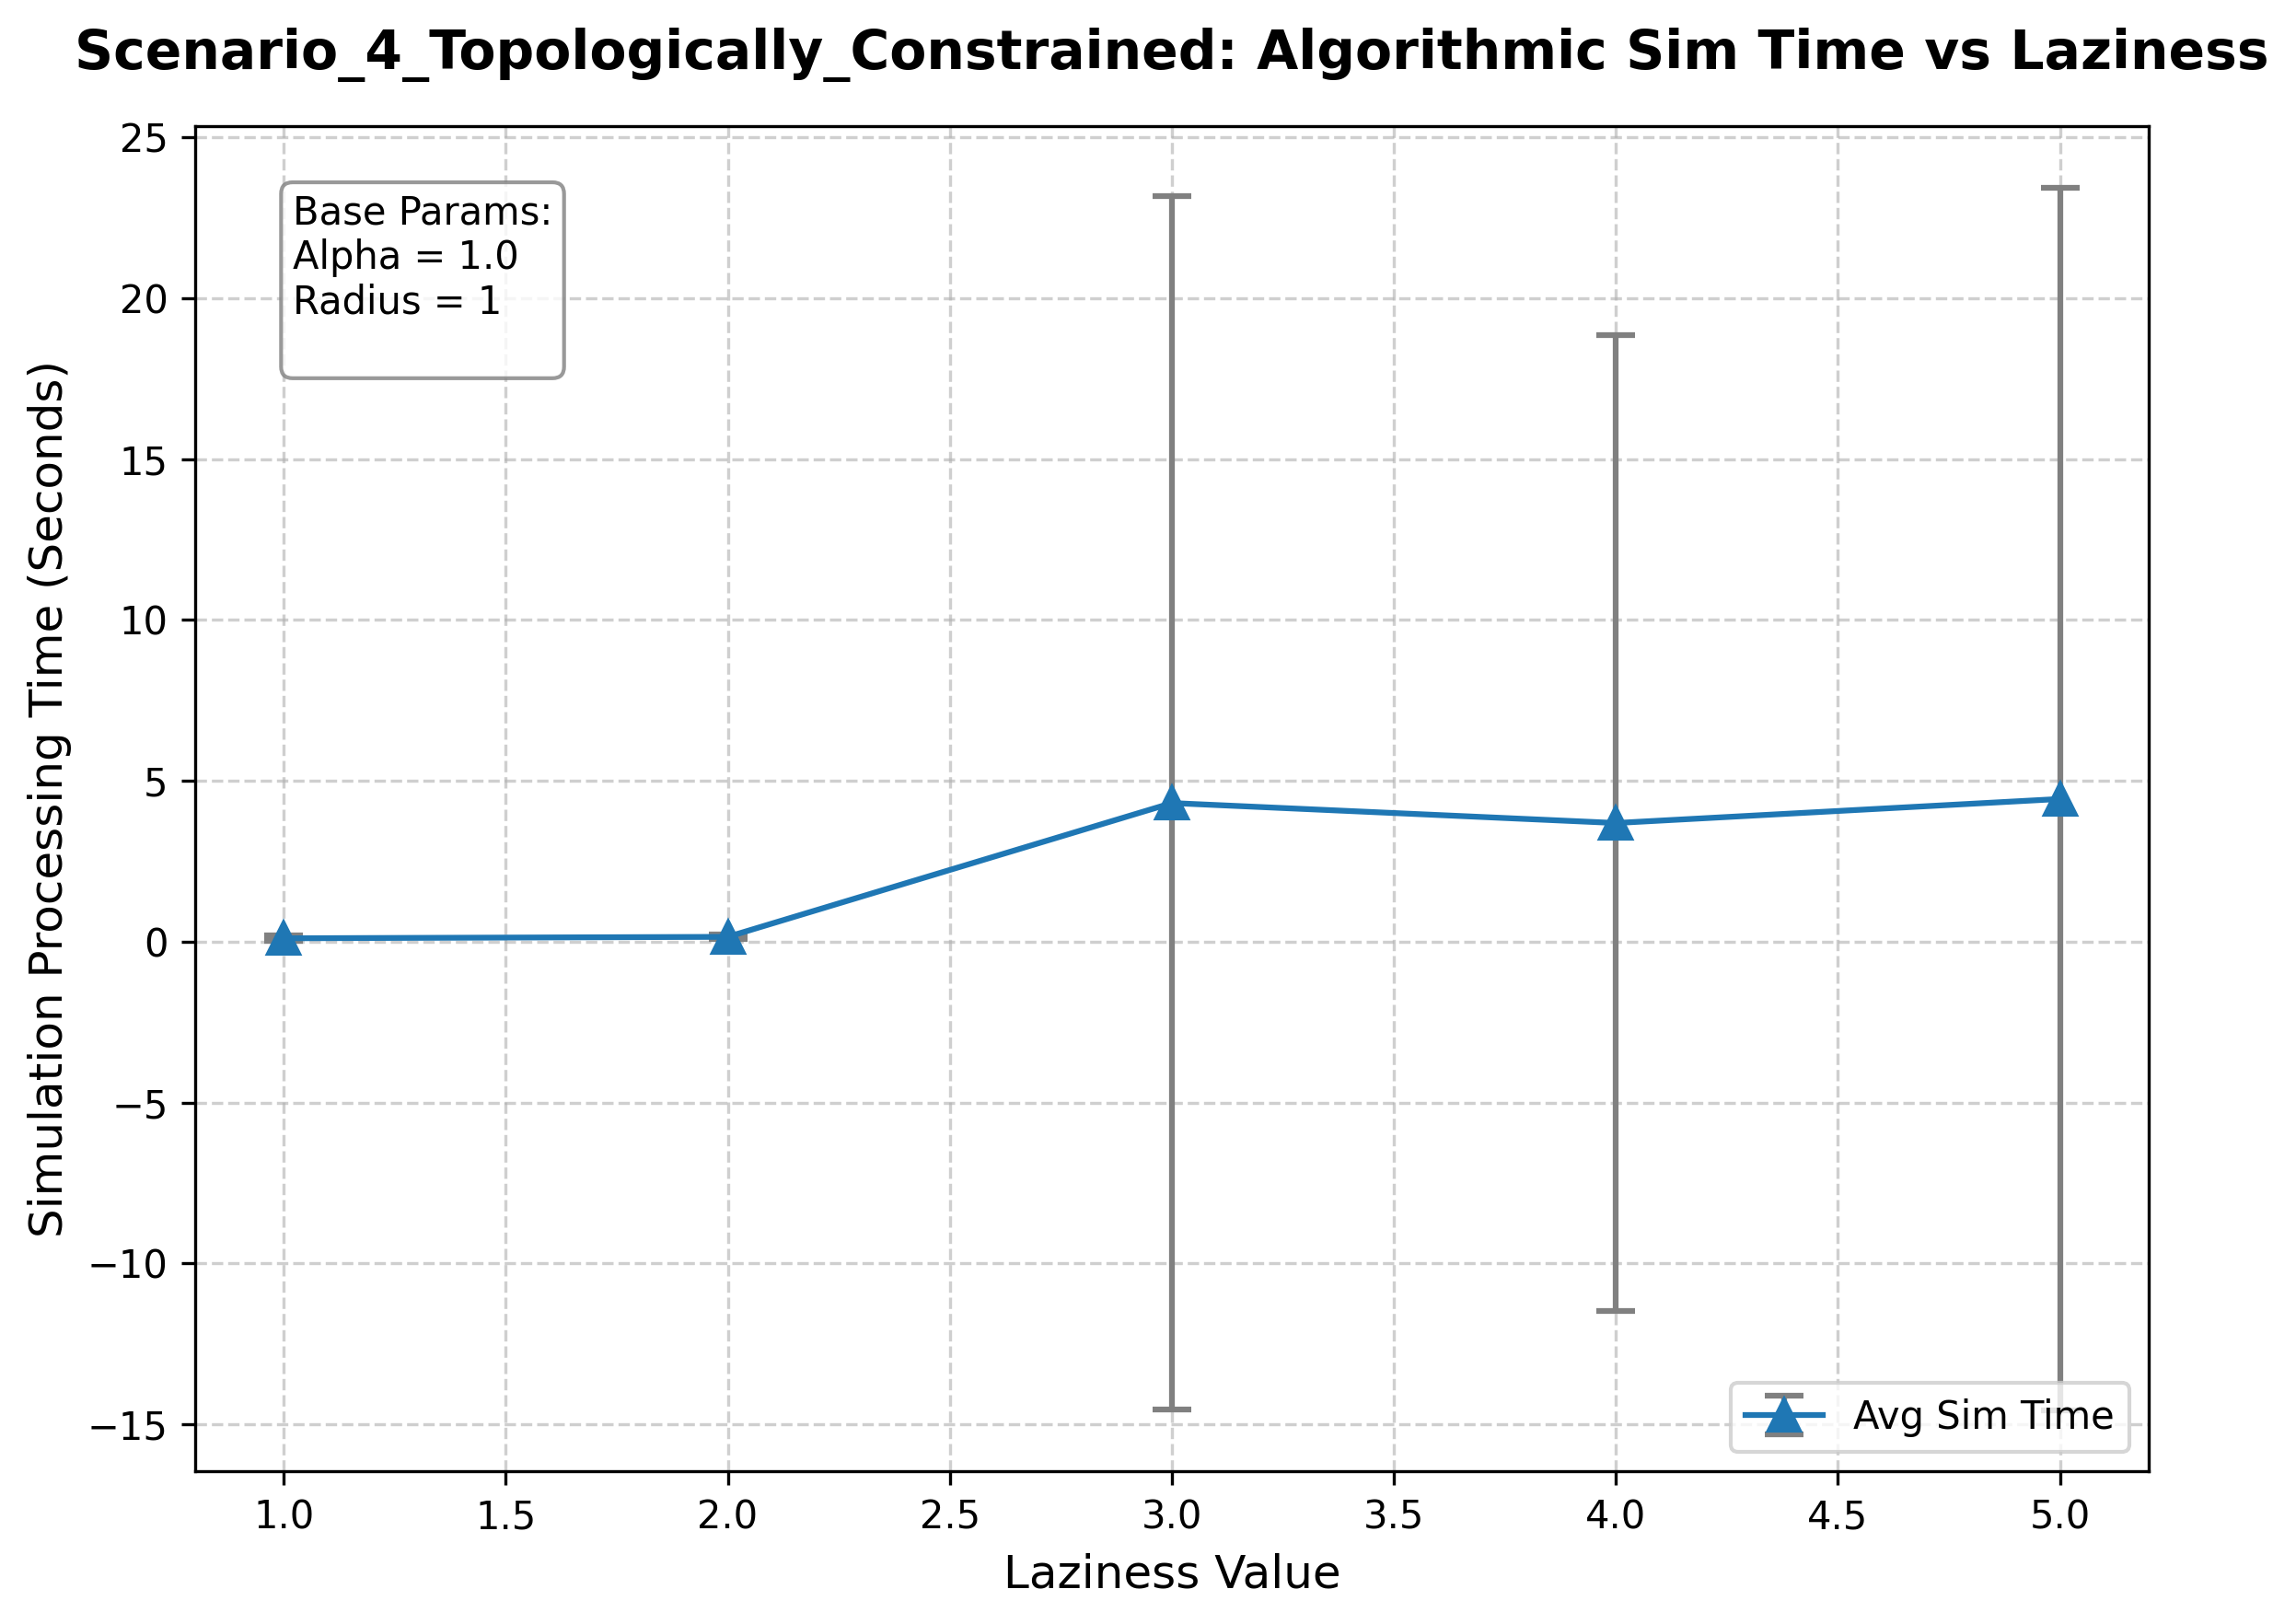 Scenario_4_Topologically_Constrained: Algorithmic Sim Time vs Laziness
Simulation Processing Time (Seconds)
25
20
15
10
5
0
−5
−10
−15
Base Params:
Alpha = 1.0
Radius = 1
Avg Sim Time
1.0 1.5 2.0 2.5 3.0 3.5 4.0 4.5 5.0
Laziness Value